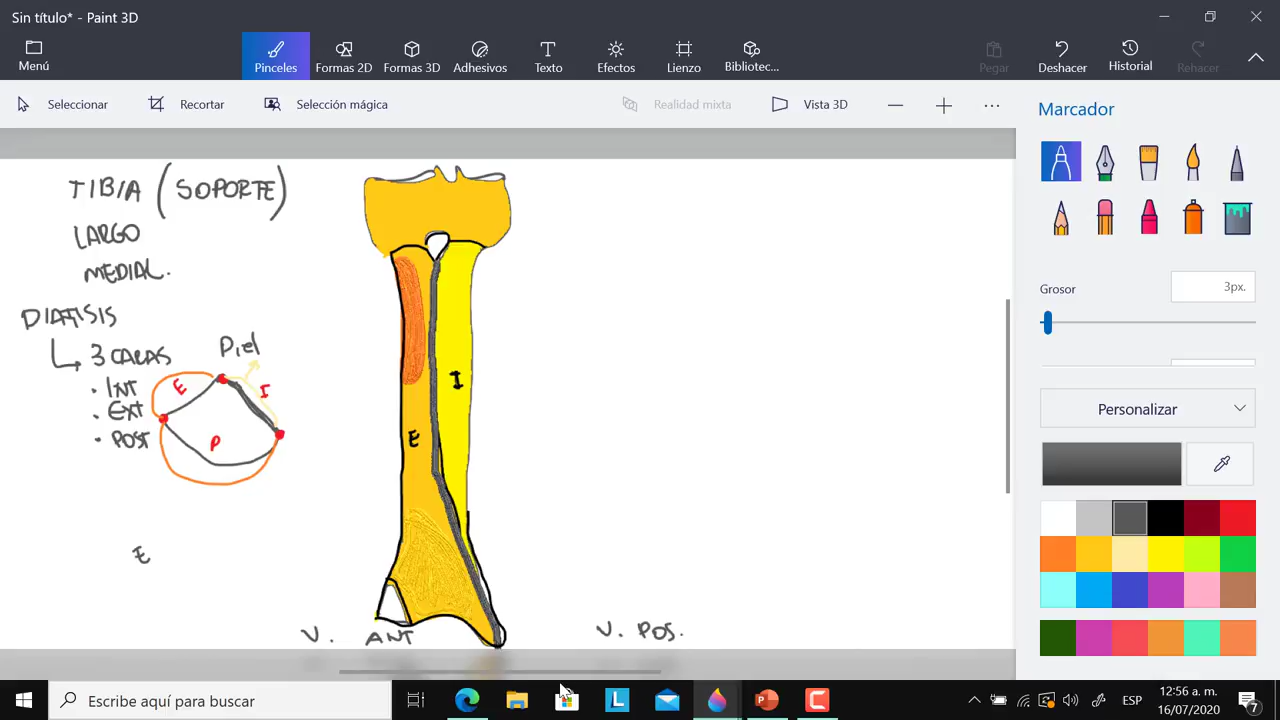 Sin título* - Paint 3D
Menú
Pinceles
Formas 2D
Formas 3D
Adhesivos
Texto
Efectos
Lienzo
Bibliotec...
Pegar
Deshacer
Historial
Rehacer
Seleccionar
Recortar
Selección mágica
Realidad mixta
Vista 3D
Marcador
Grosor
3px.
Personalizar
TIBIA (SOPORTE)
LARGO
MEDIAL.
DIAFISIS
3 CARAS
· INT
· EXT
· POST
Piel
E
I
P
E
I
E
V. ANT
V. POS.
Escribe aquí para buscar
L
ESP
12:56 a. m.
16/07/2020
7